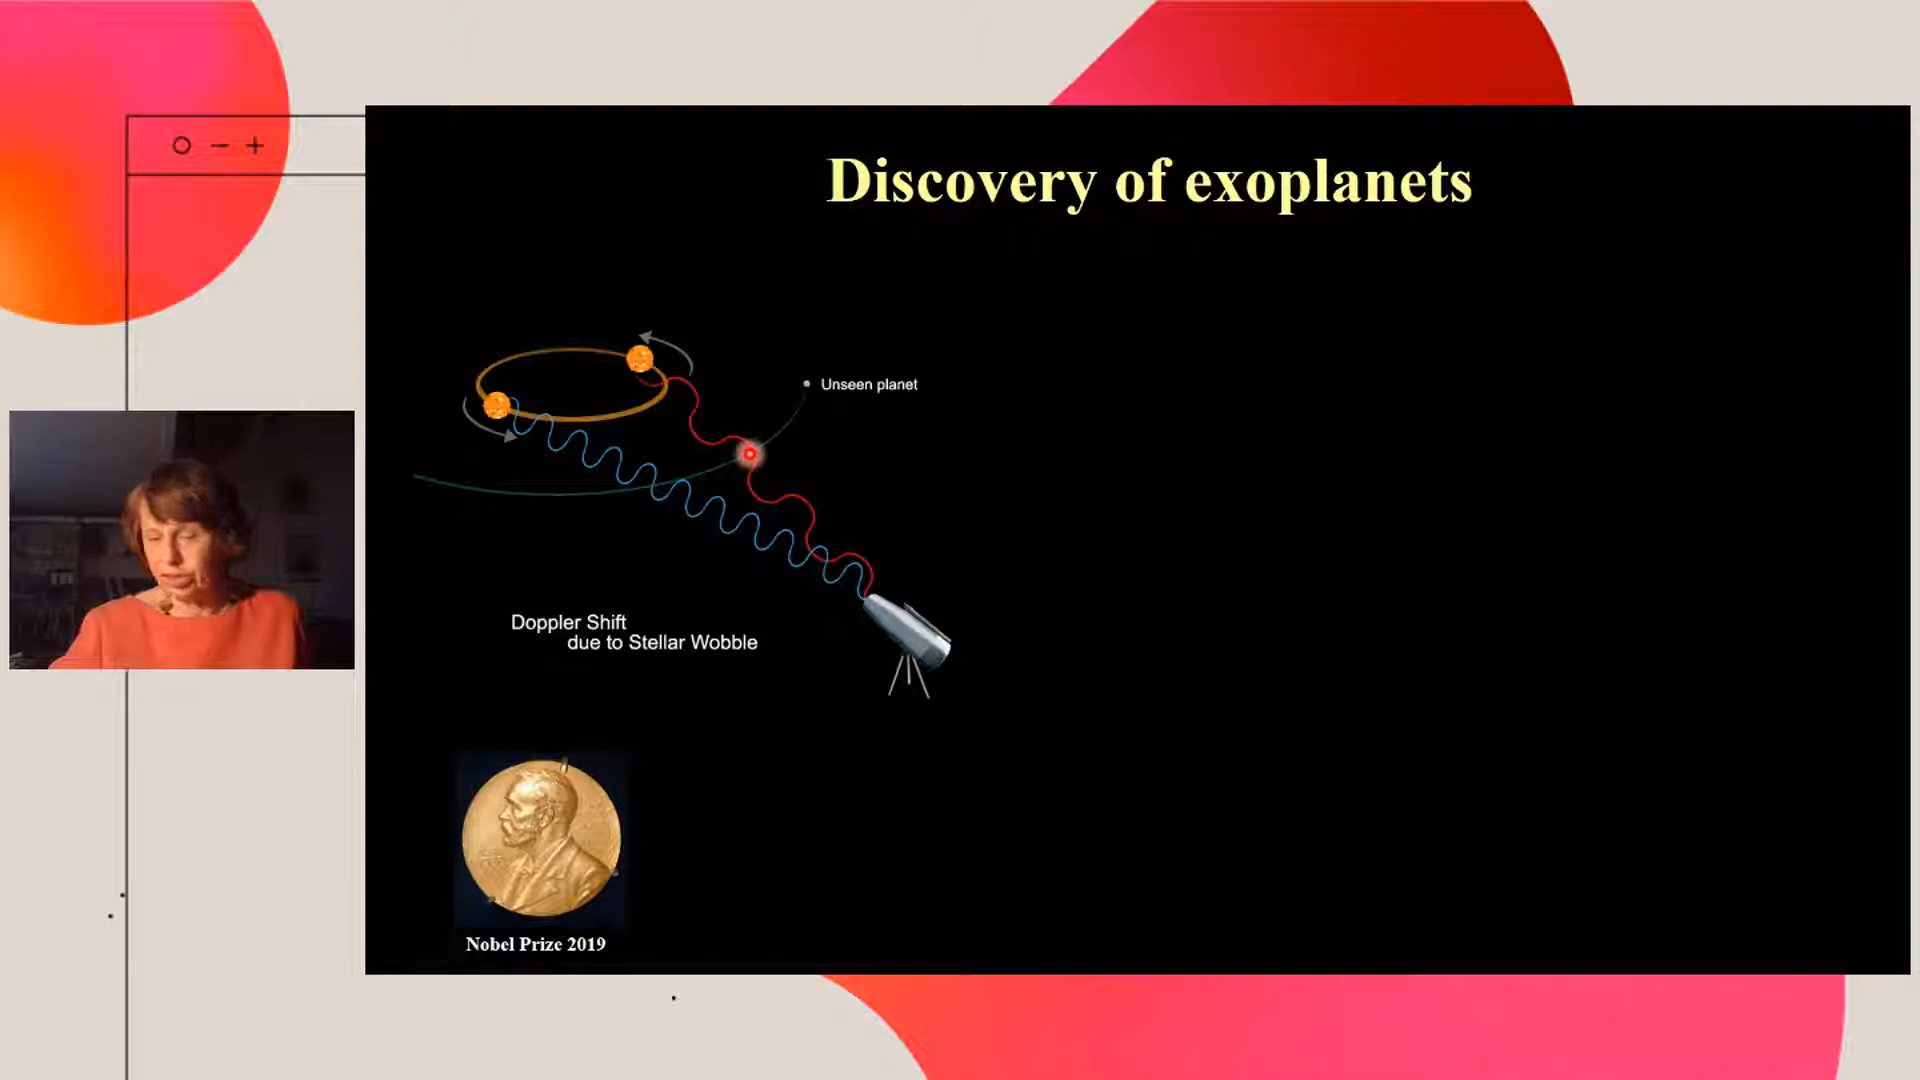 Discovery of exoplanets
Unseen planet
Doppler Shift
due to Stellar Wobble
Nobel Prize 2019